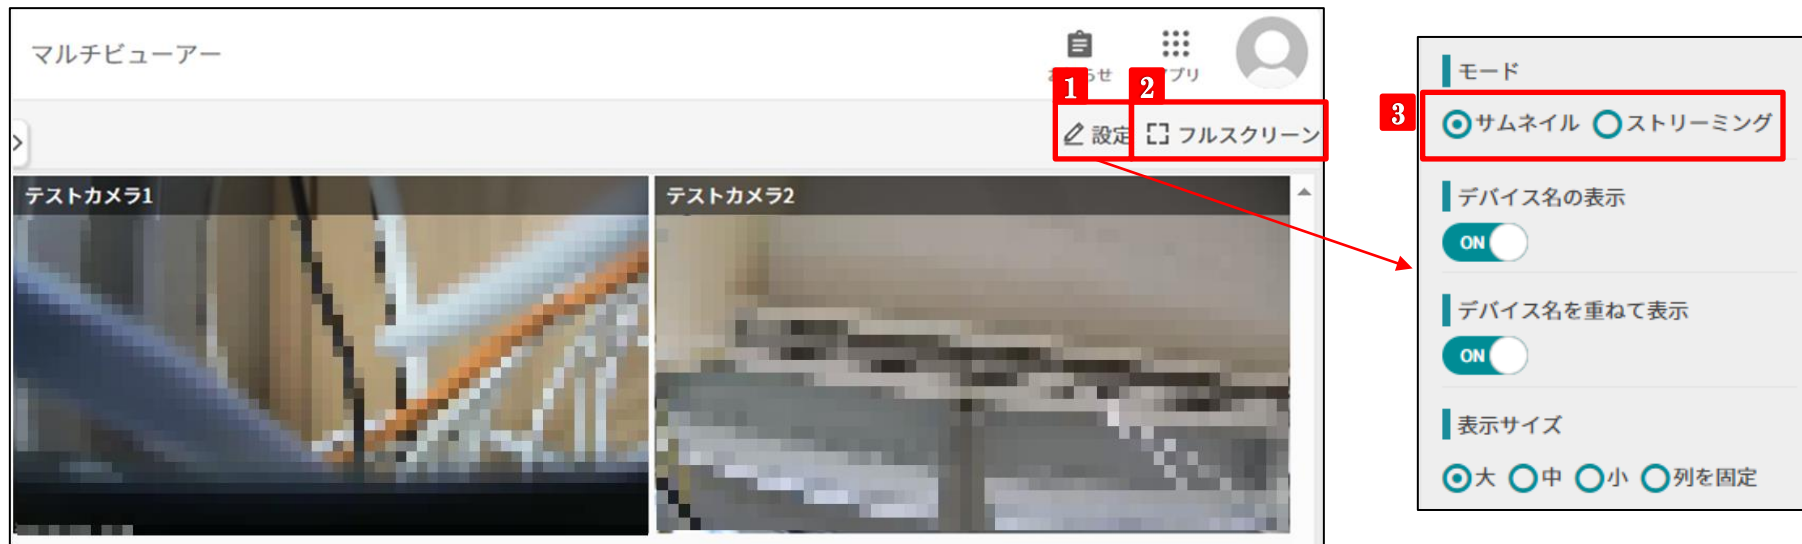 マルチビューアー
せ
プリ
1
2
設定
フルスクリーン
テストカメラ1
テストカメラ2
モード
3
サムネイル ストリーミング
デバイス名の表示
ON
デバイス名を重ねて表示
ON
表示サイズ
大 中 小 列を固定